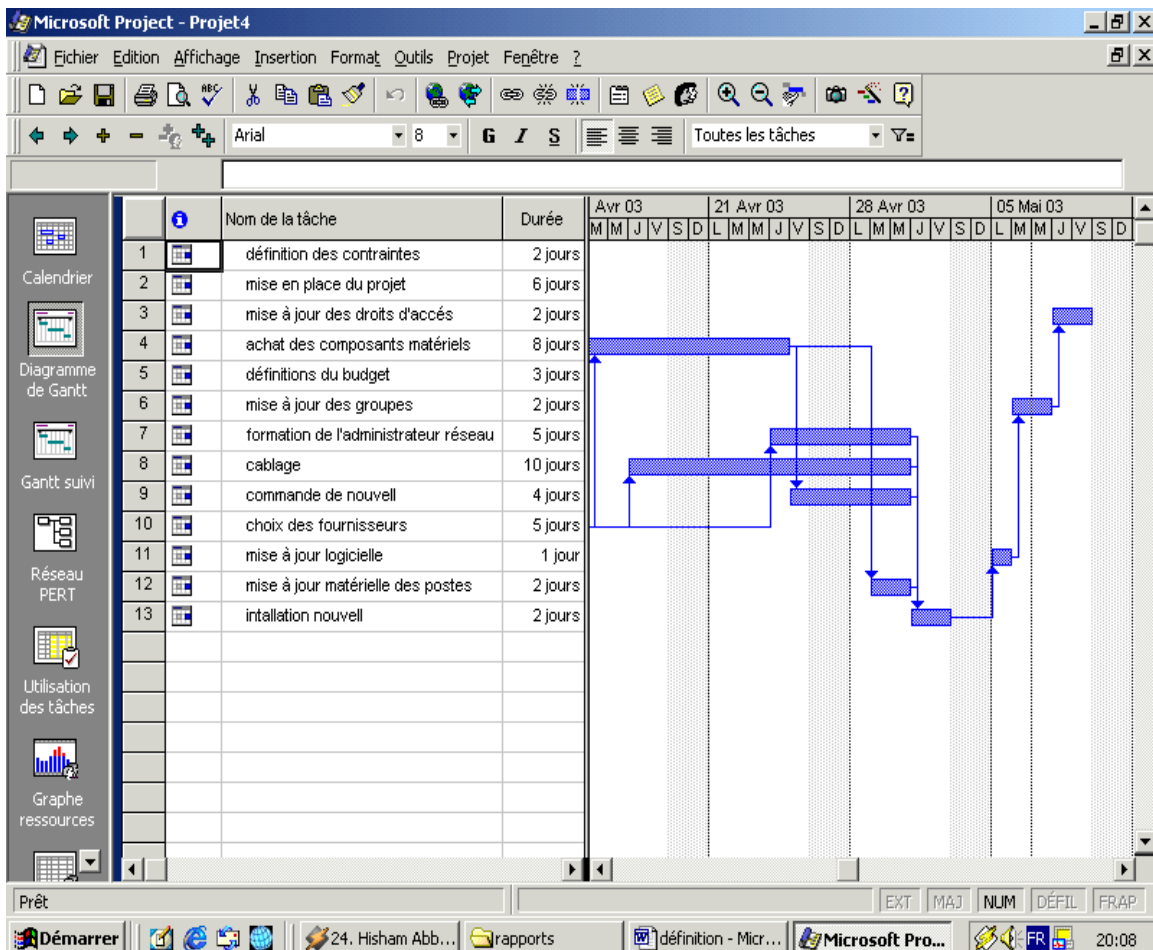 Microsoft Project - Projet4
Fichier Edition Affichage Insertion Format Outils Projet Fenêtre ?
Arial 8 G I S Toutes les tâches
Nom de la tâche Durée
Avr 03 21 Avr 03 28 Avr 03 05 Mai 03
M M J V S D L M M J V S D L M M J V S D L M M J V S D
1 définition des contraintes 2 jours
2 mise en place du projet 6 jours
3 mise à jour des droits d'accés 2 jours
4 achat des composants matériels 8 jours
5 définitions du budget 3 jours
6 mise à jour des groupes 2 jours
7 formation de l'administrateur réseau 5 jours
8 cablage 10 jours
9 commande de nouvell 4 jours
10 choix des fournisseurs 5 jours
11 mise à jour logicielle 1 jour
12 mise à jour matérielle des postes 2 jours
13 intallation nouvell 2 jours
Calendrier
Diagramme
de Gantt
Gantt suivi
Réseau
PERT
Utilisation
des tâches
Graphe
ressources
Prêt
EXT MAJ NUM DÉFIL FRAP
Démarrer 24. Hisham Abb... rapports définition - Micr... Microsoft Pro... FR 20:08